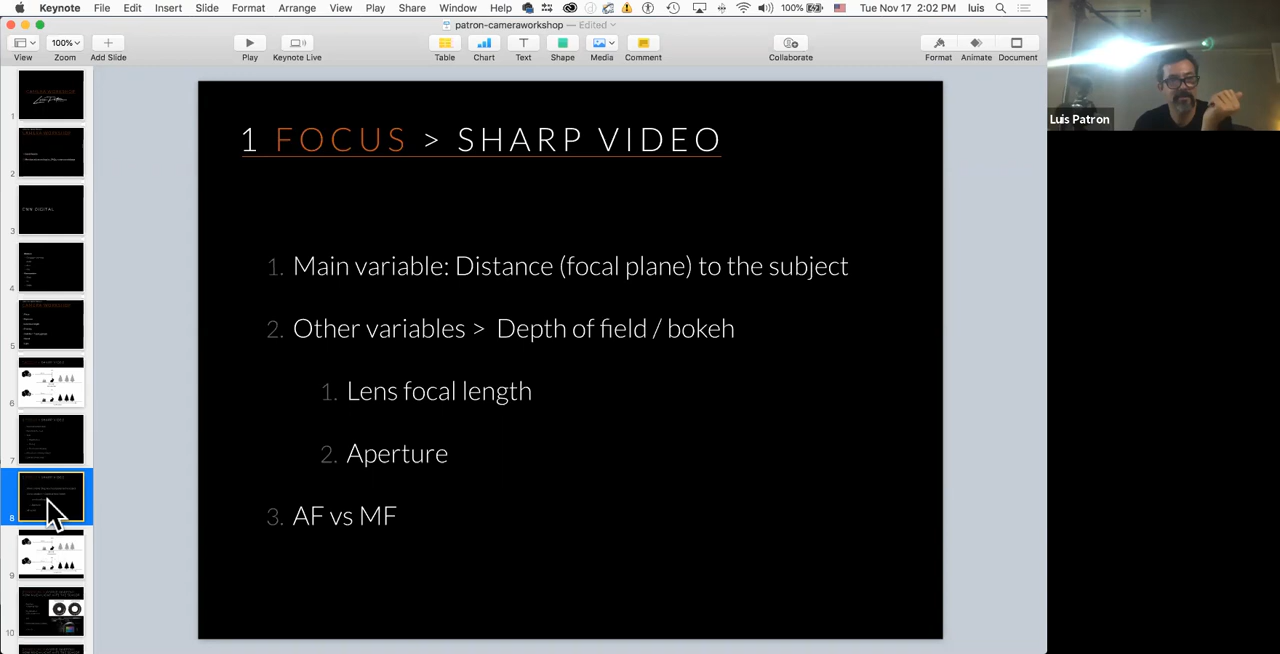 Keynote File Edit Insert Slide Format Arrange View Play Share Window Help 100% Tue Nov 17 2:02 PM luis
patron-cameraworkshop — Edited
100%
View Zoom Add Slide Play Keynote Live Table Chart Text Shape Media Comment Collaborate Format Animate Document
Luis Patron
1 FOCUS > SHARP VIDEO
1. Main variable: Distance (focal plane) to the subject
2. Other variables > Depth of field / bokeh
1. Lens focal length
2. Aperture
3. AF vs MF
1
2
3
4
5
6
7
8
9
10